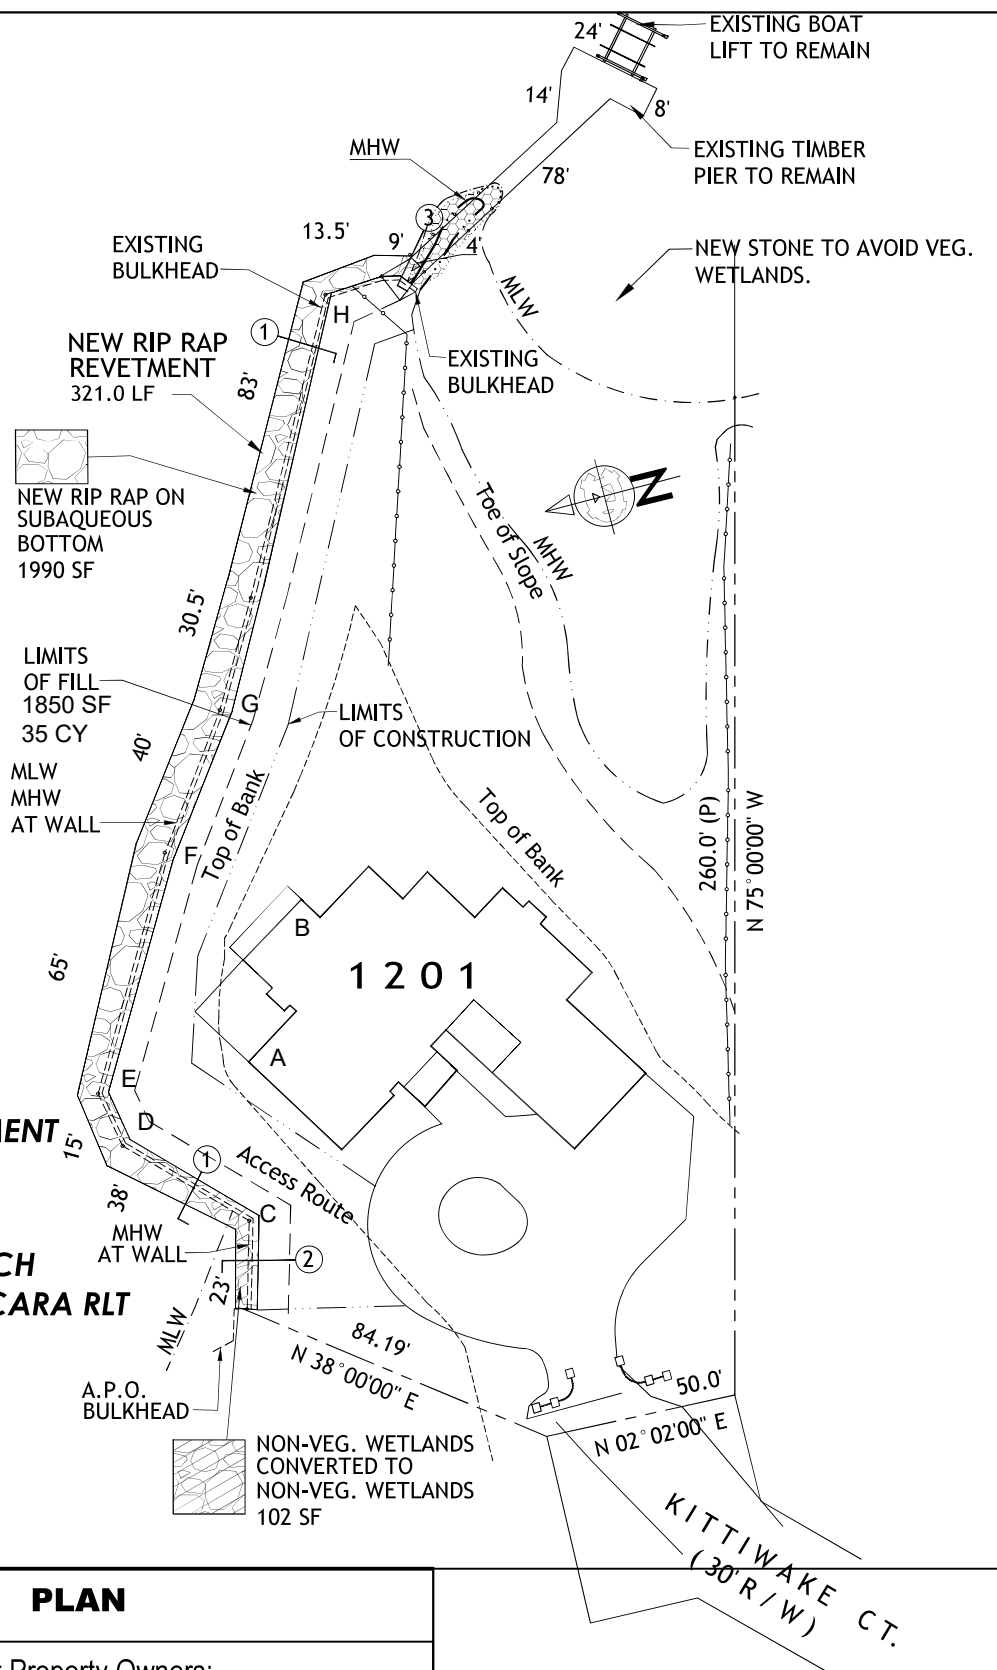 24'
EXISTING BOAT
LIFT TO REMAIN
14'
8'
MHW
EXISTING TIMBER
PIER TO REMAIN
78'
13.5'
3
9'
4'
EXISTING
BULKHEAD
NEW STONE TO AVOID VEG.
WETLANDS.
MLW
H
1
NEW RIP RAP
REVETMENT
321.0 LF
83'
EXISTING
BULKHEAD
NEW RIP RAP ON
SUBAQUEOUS
BOTTOM
1990 SF
N
Toe of Slope
MHW
30.5'
LIMITS
OF FILL
1850 SF
35 CY
G
LIMITS
OF CONSTRUCTION
40'
MLW
MHW
AT WALL
F
Top of Bank
Top of Bank
260.0' (P)
N 75°00'00" W
B
1201
65'
A
E
D
MENT
15'
38'
1
Access Route
C
MHW
AT WALL
2
CH
CARA RLT
23'
MLW
84.19'
N 38°00'00" E
A.P.O.
BULKHEAD
50.0'
N 02°02'00" E
NON-VEG. WETLANDS
CONVERTED TO
NON-VEG. WETLANDS
102 SF
KITTIWAKE CT.
(30' R/W)
PLAN
Property Owners: